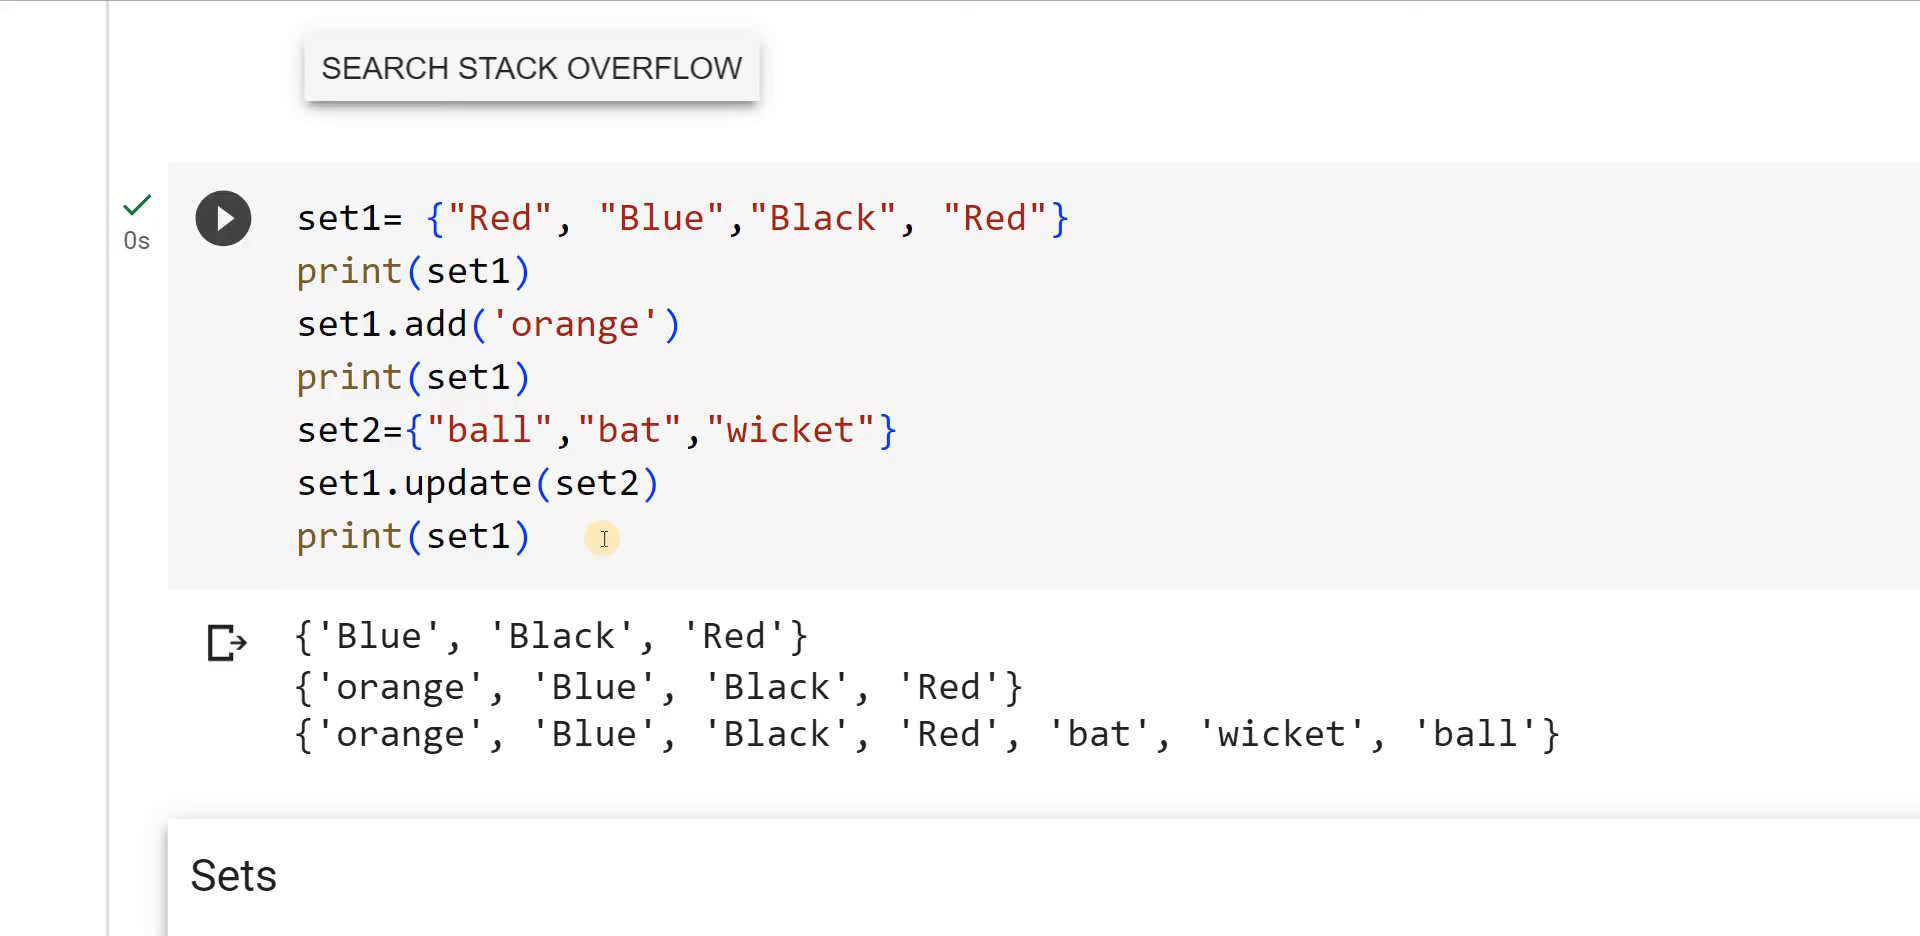 SEARCH STACK OVERFLOW
0s
set1= {"Red", "Blue","Black", "Red"}
print(set1)
set1.add('orange')
print(set1)
set2={"ball","bat","wicket"}
set1.update(set2)
print(set1)
{'Blue', 'Black', 'Red'}
{'orange', 'Blue', 'Black', 'Red'}
{'orange', 'Blue', 'Black', 'Red', 'bat', 'wicket', 'ball'}
Sets